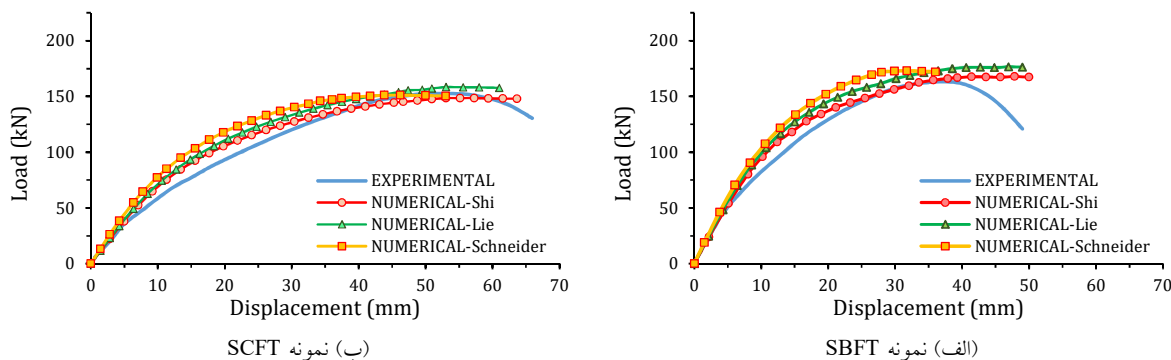 Load (kN)
200
150
100
50
0
EXPERIMENTAL
NUMERICAL-Shi
NUMERICAL-Lie
NUMERICAL-Schneider
0 10 20 30 40 50 60 70
Displacement (mm)
(ب) نمونه SCFT
Load (kN)
200
150
100
50
0
EXPERIMENTAL
NUMERICAL-Shi
NUMERICAL-Lie
NUMERICAL-Schneider
0 10 20 30 40 50 60
Displacement (mm)
(الف) نمونه SBFT